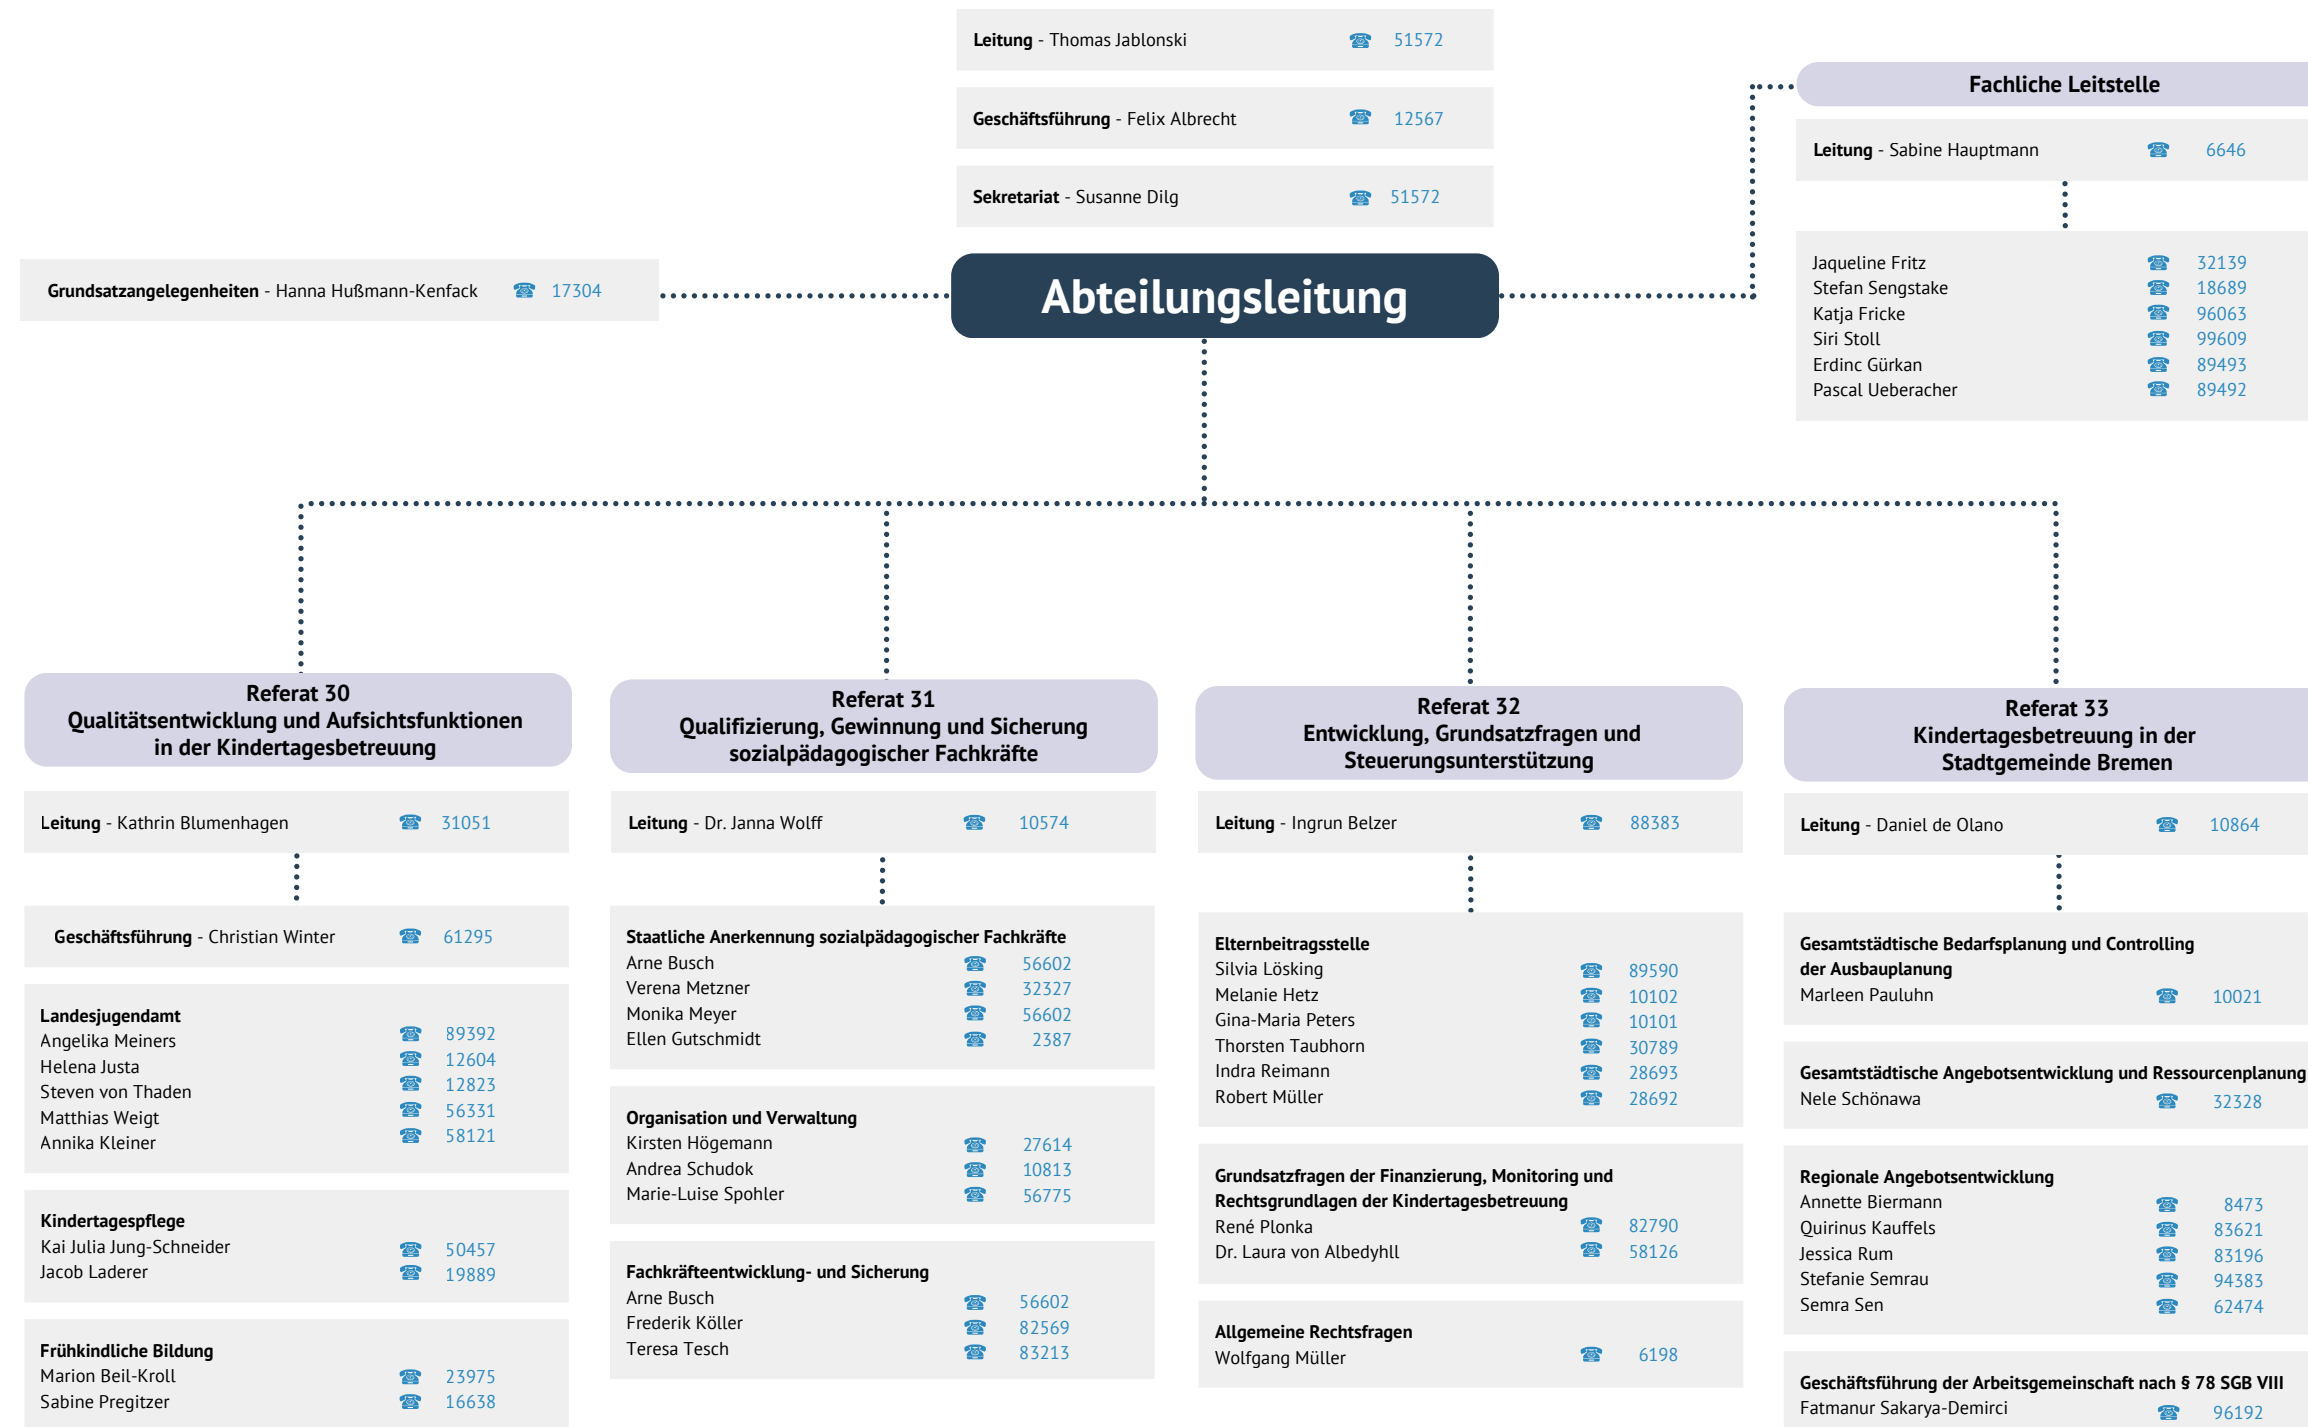 Leitung - Thomas Jablonski ☎ 51572
Geschäftsführung - Felix Albrecht ☎ 12567
Sekretariat - Susanne Dilg ☎ 51572
Abteilungsleitung
Grundsatzangelegenheiten - Hanna Hußmann-Kenfack ☎ 17304
Fachliche Leitstelle
Leitung - Sabine Hauptmann ☎ 6646
Jaqueline Fritz ☎ 32139
Stefan Sengstake ☎ 18689
Katja Fricke ☎ 96063
Siri Stoll ☎ 99609
Erdinc Gürkan ☎ 89493
Pascal Ueberacher ☎ 89492
Referat 30
Qualitätsentwicklung und Aufsichtsfunktionen
in der Kindertagesbetreuung
Leitung - Kathrin Blumenhagen ☎ 31051
Geschäftsführung - Christian Winter ☎ 61295
Landesjugendamt
Angelika Meiners ☎ 89392
Helena Justa ☎ 12604
Steven von Thaden ☎ 12823
Matthias Weigt ☎ 56331
Annika Kleiner ☎ 58121
Kindertagespflege
Kai Julia Jung-Schneider ☎ 50457
Jacob Laderer ☎ 19889
Frühkindliche Bildung
Marion Beil-Kroll ☎ 23975
Sabine Pregitzer ☎ 16638
Referat 31
Qualifizierung, Gewinnung und Sicherung
sozialpädagogischer Fachkräfte
Leitung - Dr. Janna Wolff ☎ 10574
Staatliche Anerkennung sozialpädagogischer Fachkräfte
Arne Busch ☎ 56602
Verena Metzner ☎ 32327
Monika Meyer ☎ 56602
Ellen Gutschmidt ☎ 2387
Organisation und Verwaltung
Kirsten Högemann ☎ 27614
Andrea Schudok ☎ 10813
Marie-Luise Spohler ☎ 56775
Fachkräfteentwicklung- und Sicherung
Arne Busch ☎ 56602
Frederik Köller ☎ 82569
Teresa Tesch ☎ 83213
Referat 32
Entwicklung, Grundsatzfragen und
Steuerungsunterstützung
Leitung - Ingrun Belzer ☎ 88383
Elternbeitragsstelle
Silvia Lösking ☎ 89590
Melanie Hetz ☎ 10102
Gina-Maria Peters ☎ 10101
Thorsten Taubhorn ☎ 30789
Indra Reimann ☎ 28693
Robert Müller ☎ 28692
Grundsatzfragen der Finanzierung, Monitoring und
Rechtsgrundlagen der Kindertagesbetreuung
René Plonka ☎ 82790
Dr. Laura von Albedyhll ☎ 58126
Allgemeine Rechtsfragen
Wolfgang Müller ☎ 6198
Referat 33
Kindertagesbetreuung in der
Stadtgemeinde Bremen
Leitung - Daniel de Olano ☎ 10864
Gesamtstädtische Bedarfsplanung und Controlling
der Ausbauplanung
Marleen Pauluhn ☎ 10021
Gesamtstädtische Angebotsentwicklung und Ressourcenplanung
Nele Schönawa ☎ 32328
Regionale Angebotsentwicklung
Annette Biermann ☎ 8473
Quirinus Kauffels ☎ 83621
Jessica Rum ☎ 83196
Stefanie Semrau ☎ 94383
Semra Sen ☎ 62474
Geschäftsführung der Arbeitsgemeinschaft nach § 78 SGB VIII
Fatmanur Sakarya-Demirci ☎ 96192